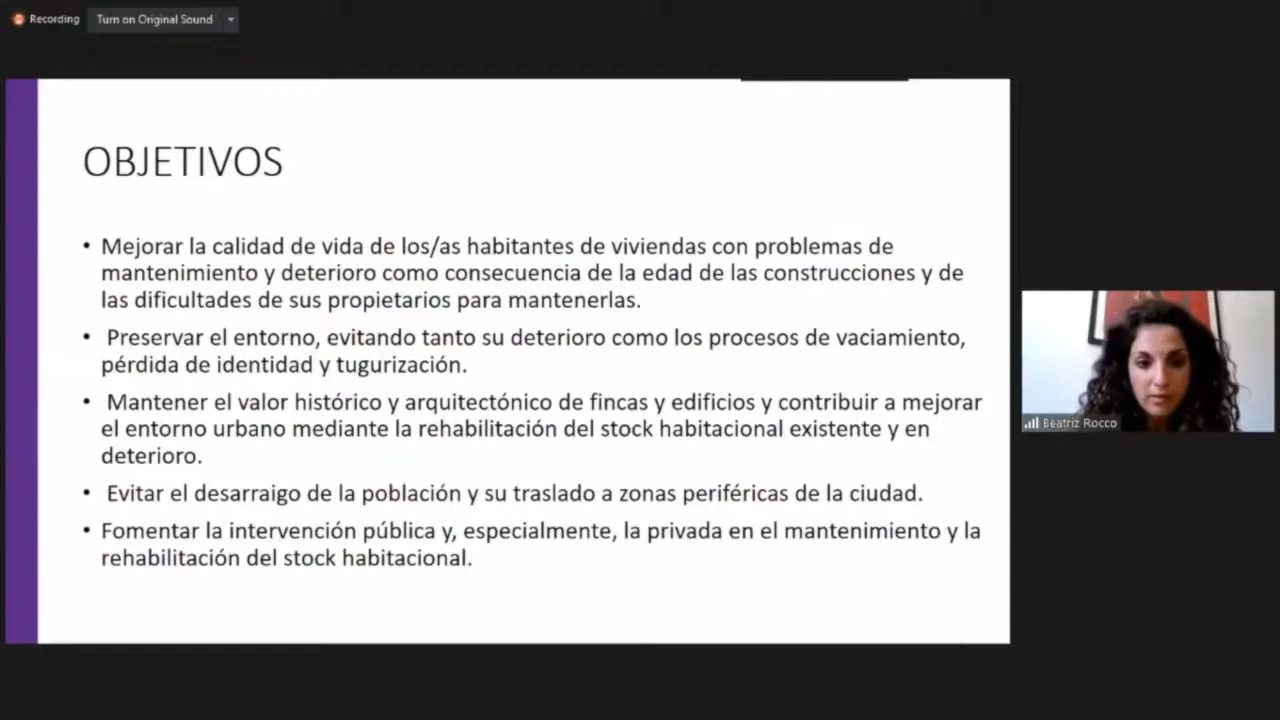 Recording
Turn on Original Sound
OBJETIVOS
• Mejorar la calidad de vida de los/as habitantes de viviendas con problemas de
mantenimiento y deterioro como consecuencia de la edad de las construcciones y de
las dificultades de sus propietarios para mantenerlas.
• Preservar el entorno, evitando tanto su deterioro como los procesos de vaciamiento,
pérdida de identidad y tugurización.
• Mantener el valor histórico y arquitectónico de fincas y edificios y contribuir a mejorar
el entorno urbano mediante la rehabilitación del stock habitacional existente y en
deterioro.
• Evitar el desarraigo de la población y su traslado a zonas periféricas de la ciudad.
• Fomentar la intervención pública y, especialmente, la privada en el mantenimiento y la
rehabilitación del stock habitacional.
Beatriz Rocco